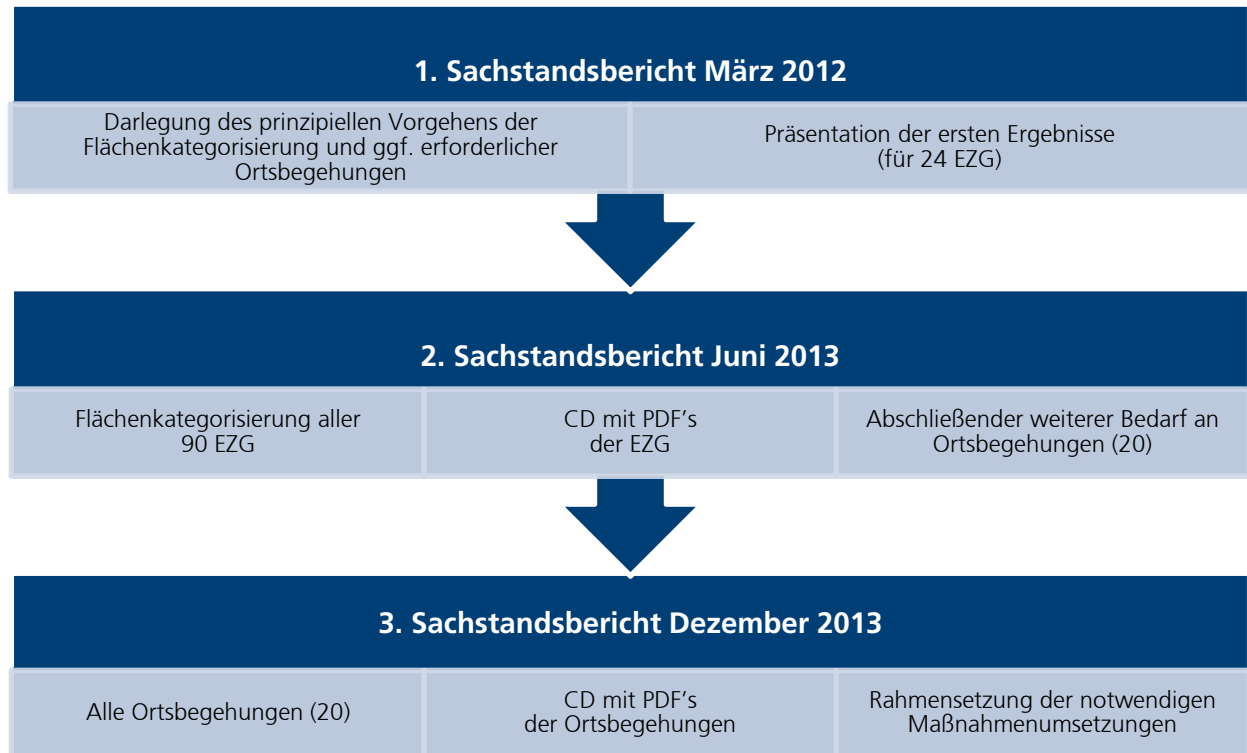 1. Sachstandsbericht März 2012
Darlegung des prinzipiellen Vorgehens der
Flächenkategorisierung und ggf. erforderlicher
Ortsbegehungen
Präsentation der ersten Ergebnisse
(für 24 EZG)
2. Sachstandsbericht Juni 2013
Flächenkategorisierung aller
90 EZG
CD mit PDF's
der EZG
Abschließender weiterer Bedarf an
Ortsbegehungen (20)
3. Sachstandsbericht Dezember 2013
Alle Ortsbegehungen (20)
CD mit PDF's
der Ortsbegehungen
Rahmensetzung der notwendigen
Maßnahmenumsetzungen